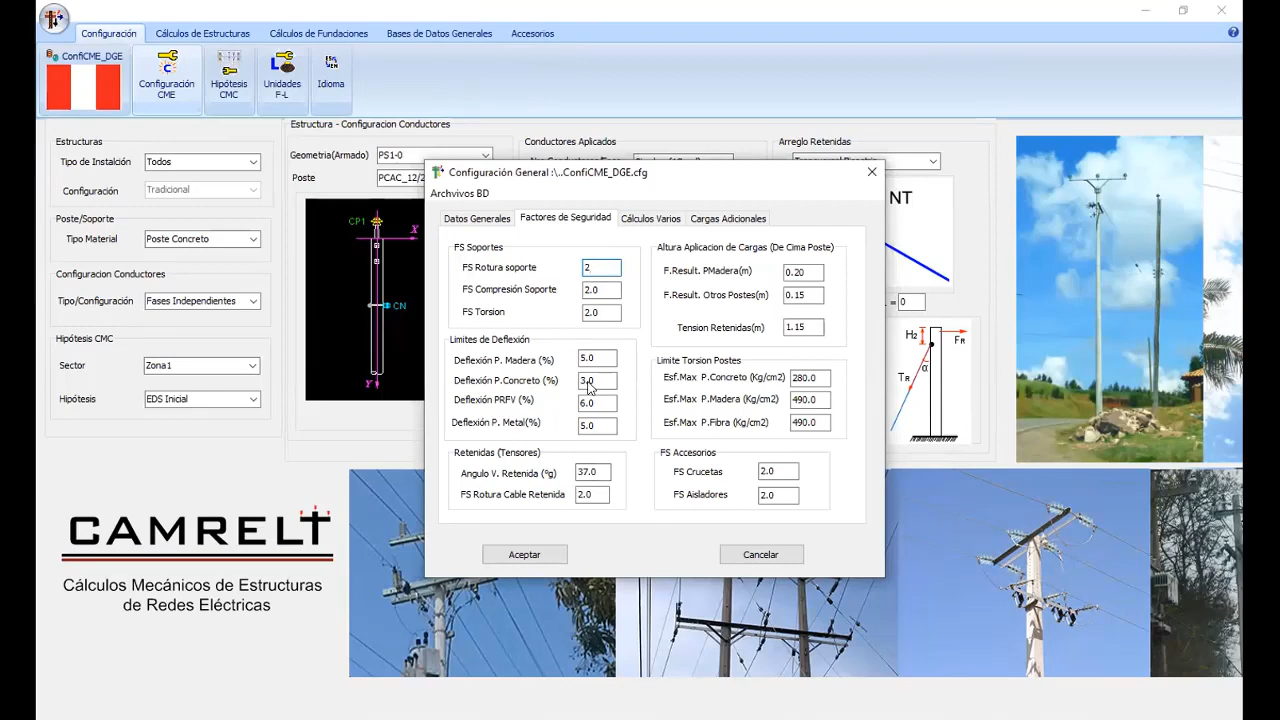 Configuración
Cálculos de Estructuras
Cálculos de Fundaciones
Bases de Datos Generales
Accesorios
ConfiCME_DGE
Configuración
CME
Hipótesis
CMC
Unidades
F-L
Idioma
Estructuras
Tipo de Instalción Todos
Configuración Tradicional
Poste/Soporte
Tipo Material Poste Concreto
Configuracion Conductores
Tipo/Configuración Fases Independientes
Hipótesis CMC
Sector Zona1
Hipótesis EDS Inicial
Estructura - Configuracion Conductores
Geometria(Armado) PS1-0
Poste PCAC_12/2
CP1
X
CN
Y
Conductores Aplicados
Arreglo Retenidas
NT
= 0
H2
FR
TR
α
Configuración General :\..ConfiCME_DGE.cfg
Archvivos BD
Datos Generales
Factores de Seguridad
Cálculos Varios
Cargas Adicionales
FS Soportes
FS Rotura soporte 2
FS Compresión Soporte 2.0
FS Torsion 2.0
Limites de Deflexión
Deflexión P. Madera (%) 5.0
Deflexión P.Concreto (%) 3.0
Deflexión PRFV (%) 6.0
Deflexión P. Metal(%) 5.0
Retenidas (Tensores)
Angulo V. Retenida (ºg) 37.0
FS Rotura Cable Retenida 2.0
Altura Aplicacion de Cargas (De Cima Poste)
F.Result. PMadera(m) 0.20
F.Result. Otros Postes(m) 0.15
Tension Retenidas(m) 1.15
Limite Torsion Postes
Esf.Max P.Concreto (Kg/cm2) 280.0
Esf.Max P.Madera (Kg/cm2) 490.0
Esf.Max P.Fibra (Kg/cm2) 490.0
FS Accesorios
FS Crucetas 2.0
FS Aisladores 2.0
Aceptar
Cancelar
CAMRELT
Cálculos Mecánicos de Estructuras
de Redes Eléctricas